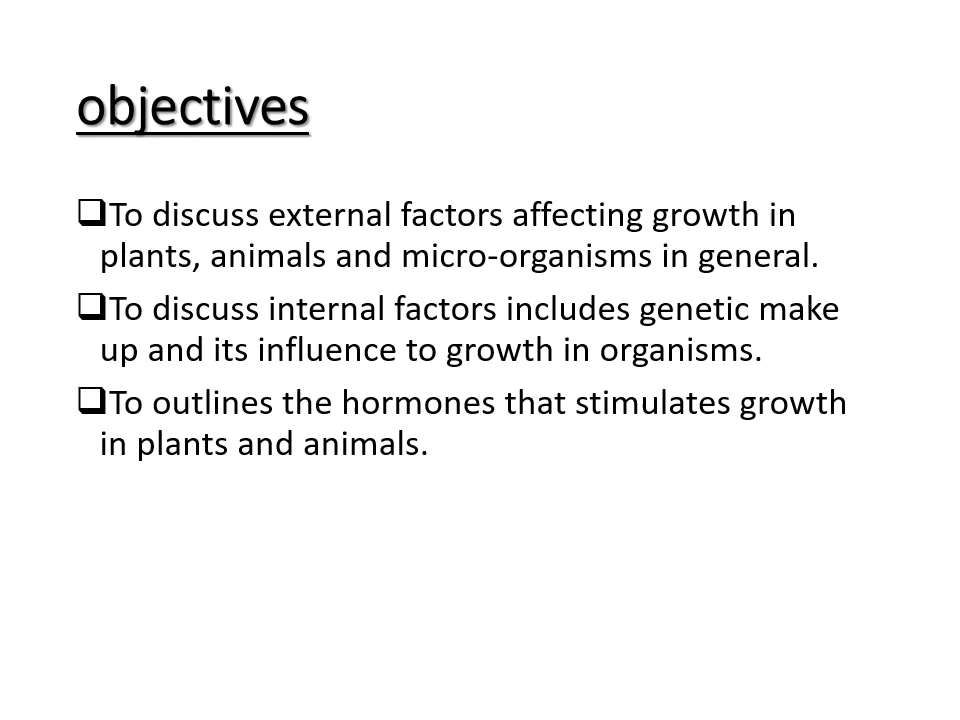 objectives
❑To discuss external factors affecting growth in
plants, animals and micro-organisms in general.
❑To discuss internal factors includes genetic make
up and its influence to growth in organisms.
❑To outlines the hormones that stimulates growth
in plants and animals.